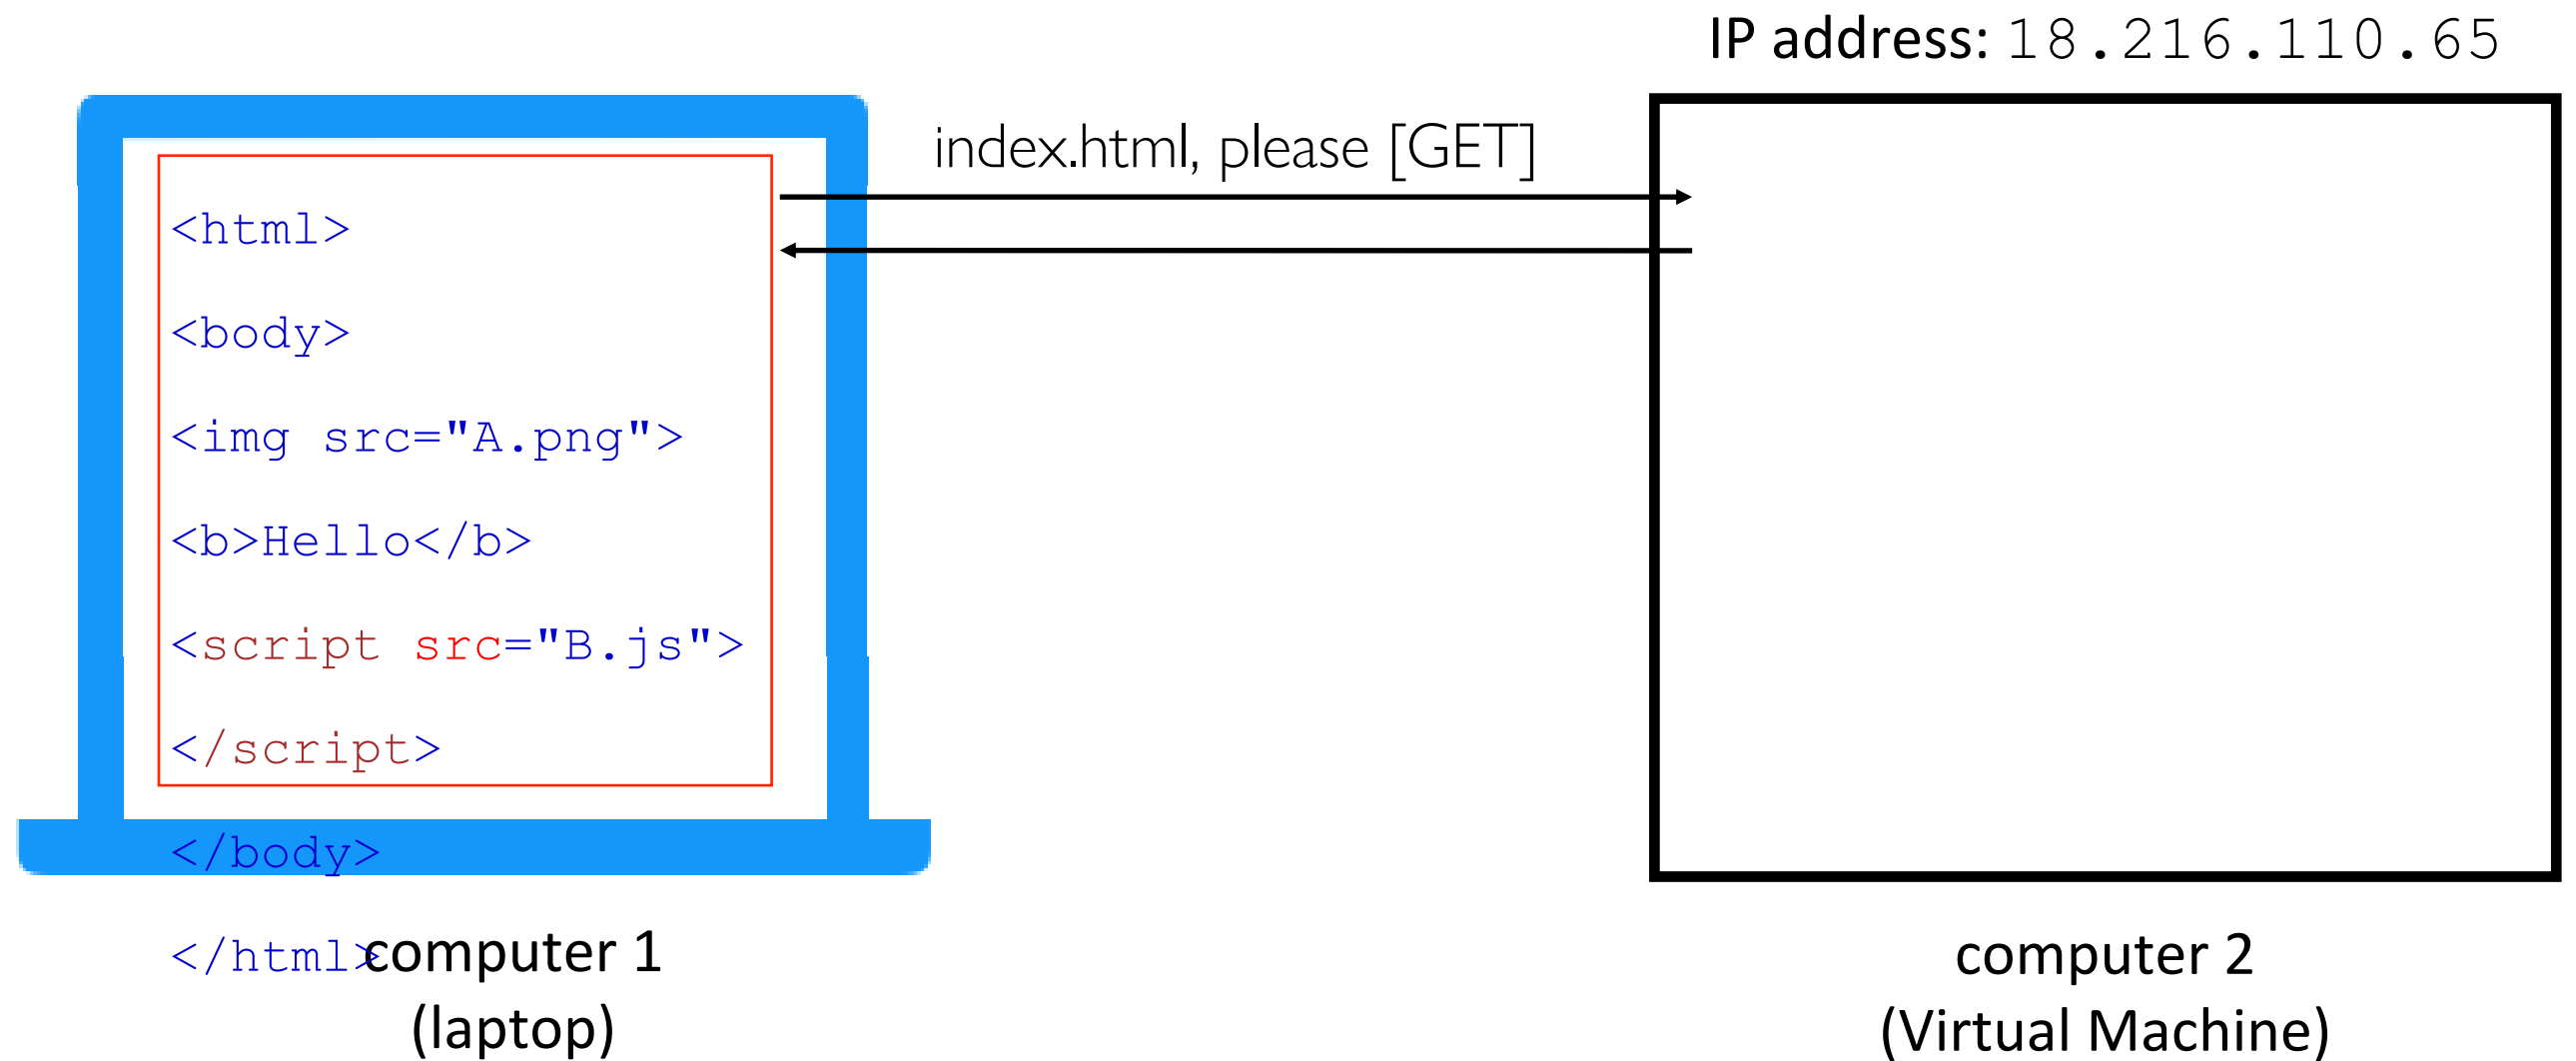 IP address: 18.216.110.65
index.html, please [GET]
<html>
<body>
<img src="A.png">
<b>Hello</b>
<script src="B.js">
</script>
</body>
</html>
computer 1
(laptop)
computer 2
(Virtual Machine)